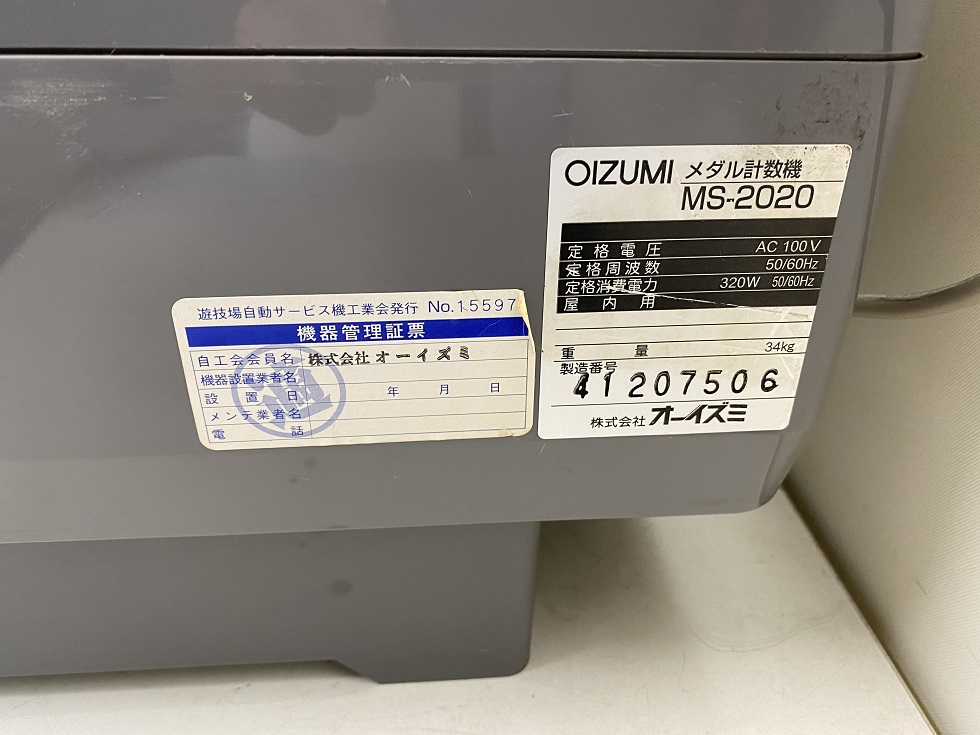 OIZUMI メダル計数機
MS-2020
定格電圧 AC 100V
定格周波数 50/60Hz
定格消費電力 320W 50/60Hz
屋内用
重量 34kg
製造番号
41207506
株式会社 オーイズミ
遊技場自動サービス機工業会発行 No.15597
機器管理証票
自工会会員名 株式会社 オーイズミ
機器設置業者名
設置日 年 月 日
メンテ業者名
電話